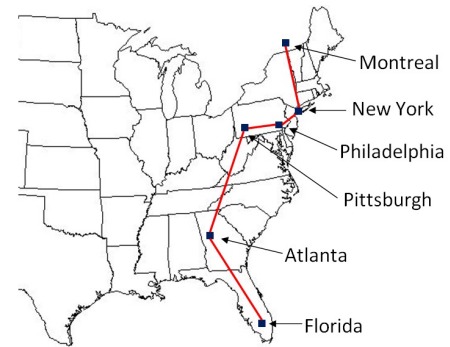 Montreal
New York
Philadelphia
Pittsburgh
Atlanta
Florida